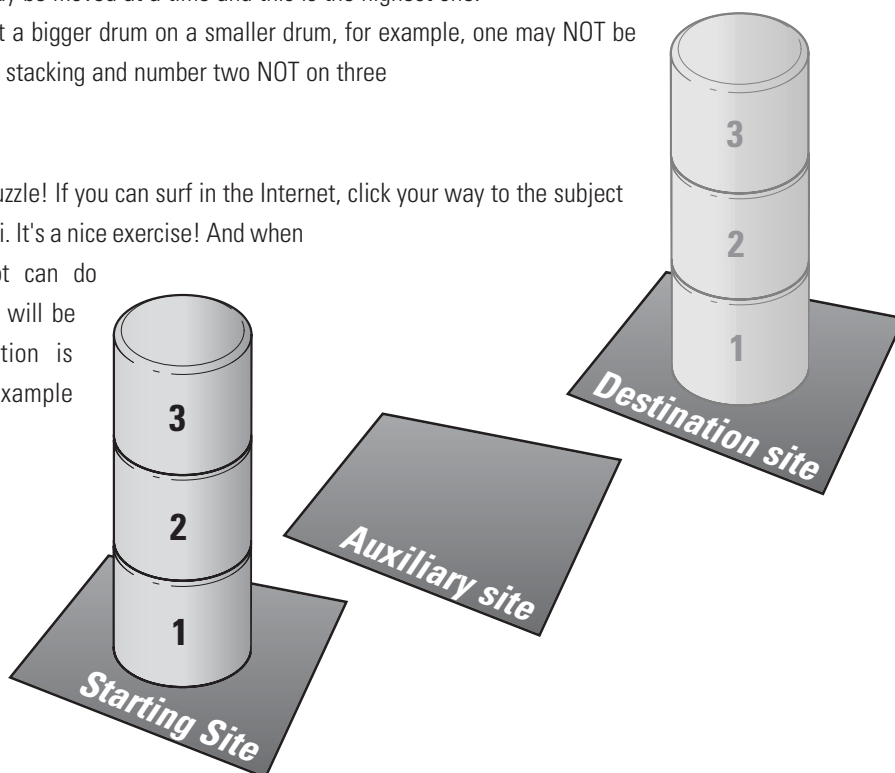 y be moved at a time and this is the highest one.
t a bigger drum on a smaller drum, for example, one may NOT be
stacking and number two NOT on three
uzzle! If you can surf in the Internet, click your way to the subject
i. It's a nice exercise! And when
ot can do
will be
tion is
xample
3
2
1
Starting Site
Auxiliary site
3
2
1
Destination site